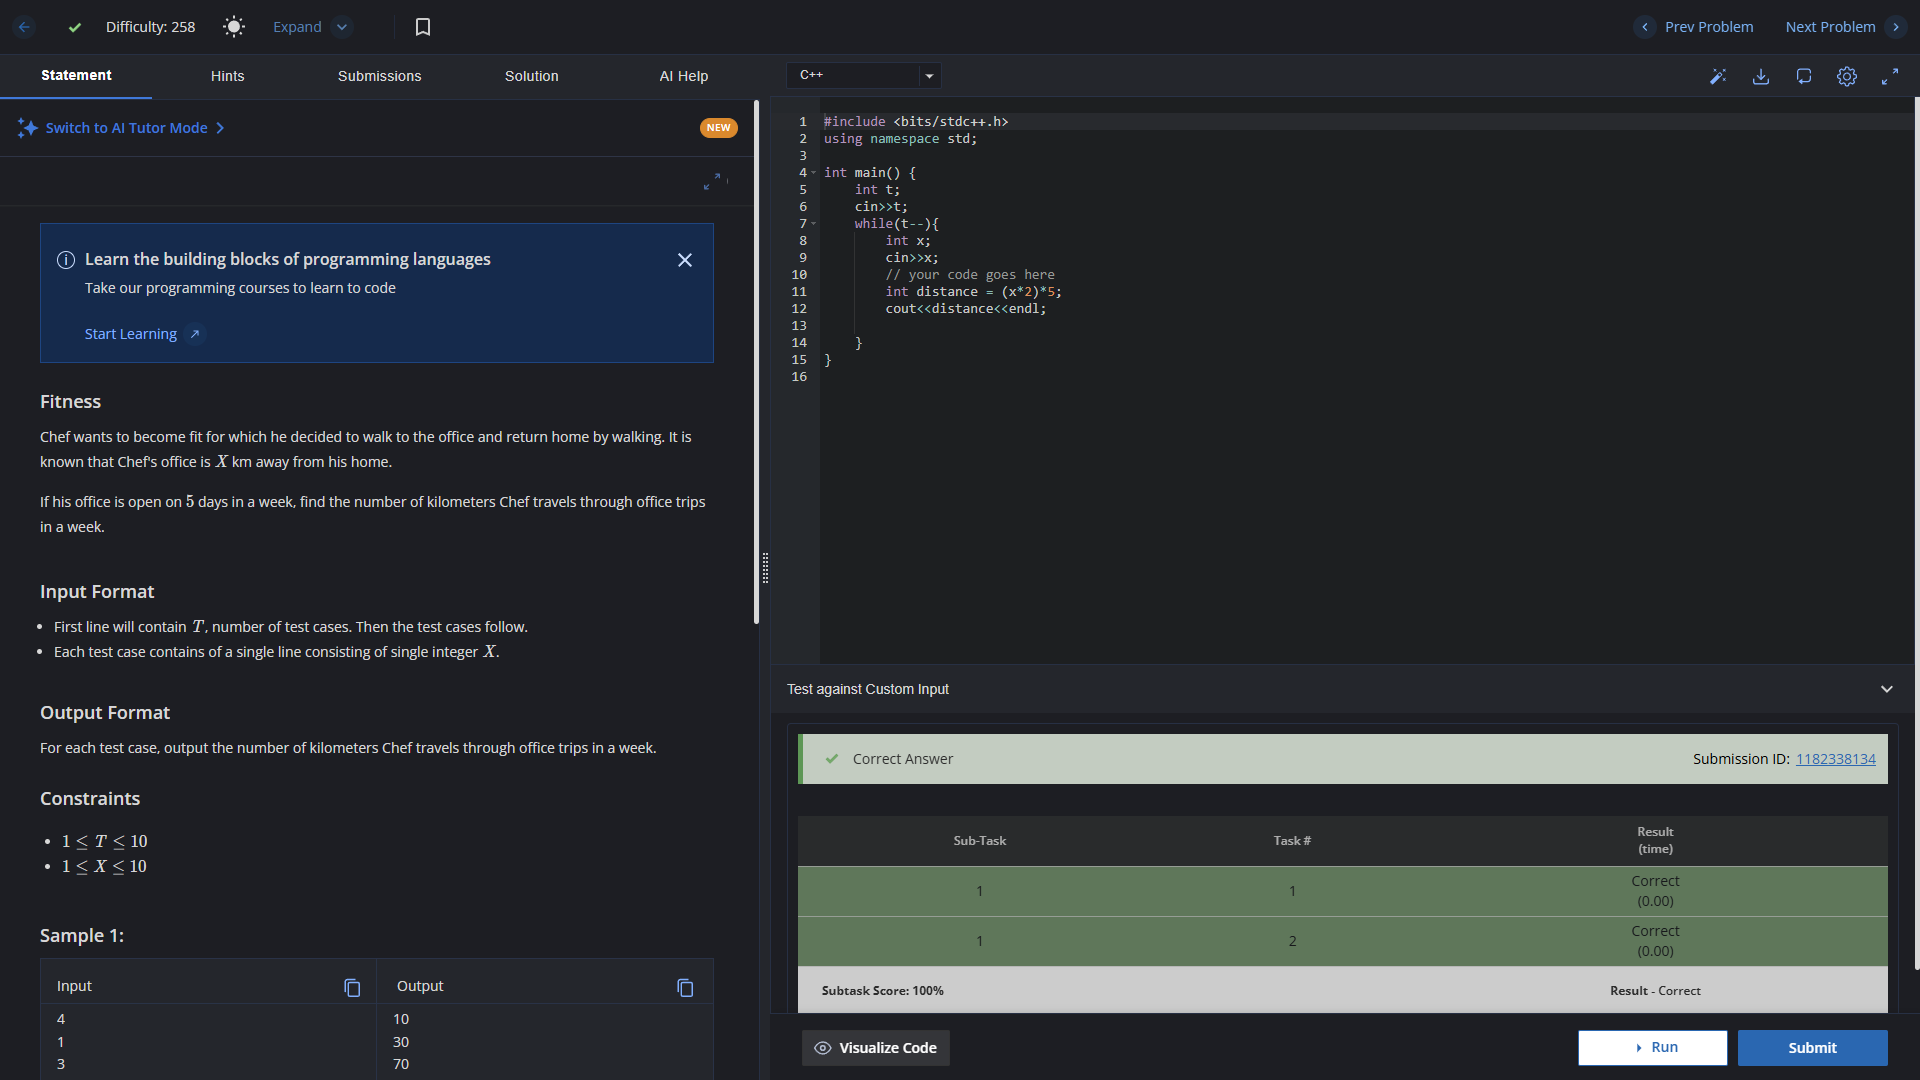 Difficulty: 258
Expand
Prev Problem
Next Problem
Statement
Hints
Submissions
Solution
AI Help
Switch to AI Tutor Mode
NEW
Learn the building blocks of programming languages
Take our programming courses to learn to code
Start Learning
Fitness
Chef wants to become fit for which he decided to walk to the office and return home by walking. It is
known that Chef's office is X km away from his home.
If his office is open on 5 days in a week, find the number of kilometers Chef travels through office trips
in a week.
Input Format
• First line will contain T, number of test cases. Then the test cases follow.
• Each test case contains of a single line consisting of single integer X.
Output Format
For each test case, output the number of kilometers Chef travels through office trips in a week.
Constraints
• 1 ≤ T ≤ 10
• 1 ≤ X ≤ 10
Sample 1:
Input
Output
4
10
1
30
3
70
C++
1 #include <bits/stdc++.h>
2 using namespace std;
3
4 int main() {
5     int t;
6     cin>>t;
7     while(t--){
8         int x;
9         cin>>x;
10         // your code goes here
11         int distance = (x*2)*5;
12         cout<<distance<<endl;
13
14     }
15 }
16
Test against Custom Input
Correct Answer
Submission ID: 1182338134
Sub-Task
Task #
Result
(time)
1
1
Correct
(0.00)
1
2
Correct
(0.00)
Subtask Score: 100%
Result - Correct
Visualize Code
Run
Submit